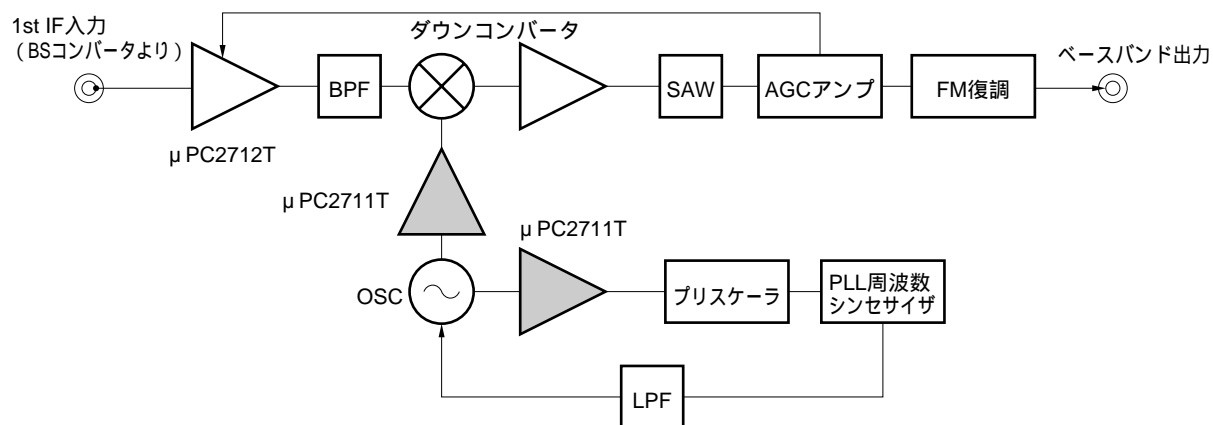 1st IF入力
（BSコンバータより）
ダウンコンバータ
ベースバンド出力
BPF
SAW
AGCアンプ
FM復調
μPC2712T
μPC2711T
μPC2711T
OSC
プリスケーラ
PLL周波数
シンセサイザ
LPF